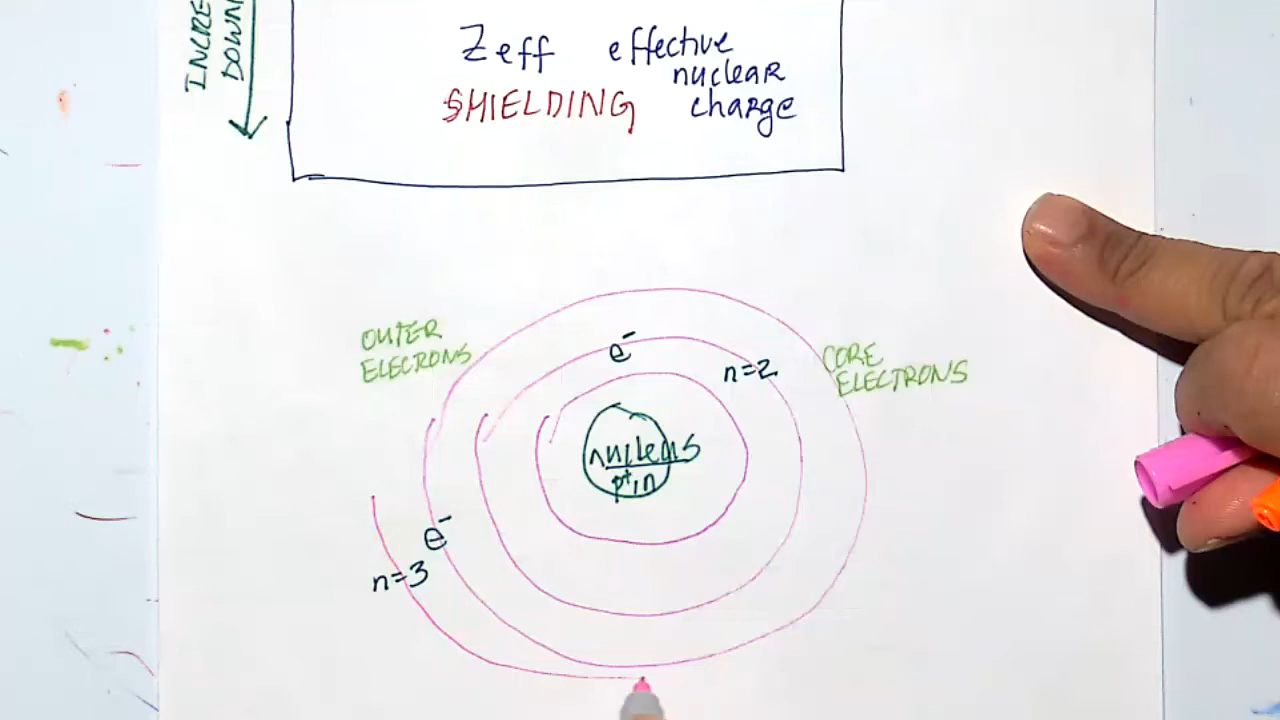 INCRE
DOWN
Zeff effective
nuclear
SHIELDING charge
OUTER
ELECTRONS
e⁻
n=2
CORE
ELECTRONS
nucleus
p⁺,n
e⁻
n=3